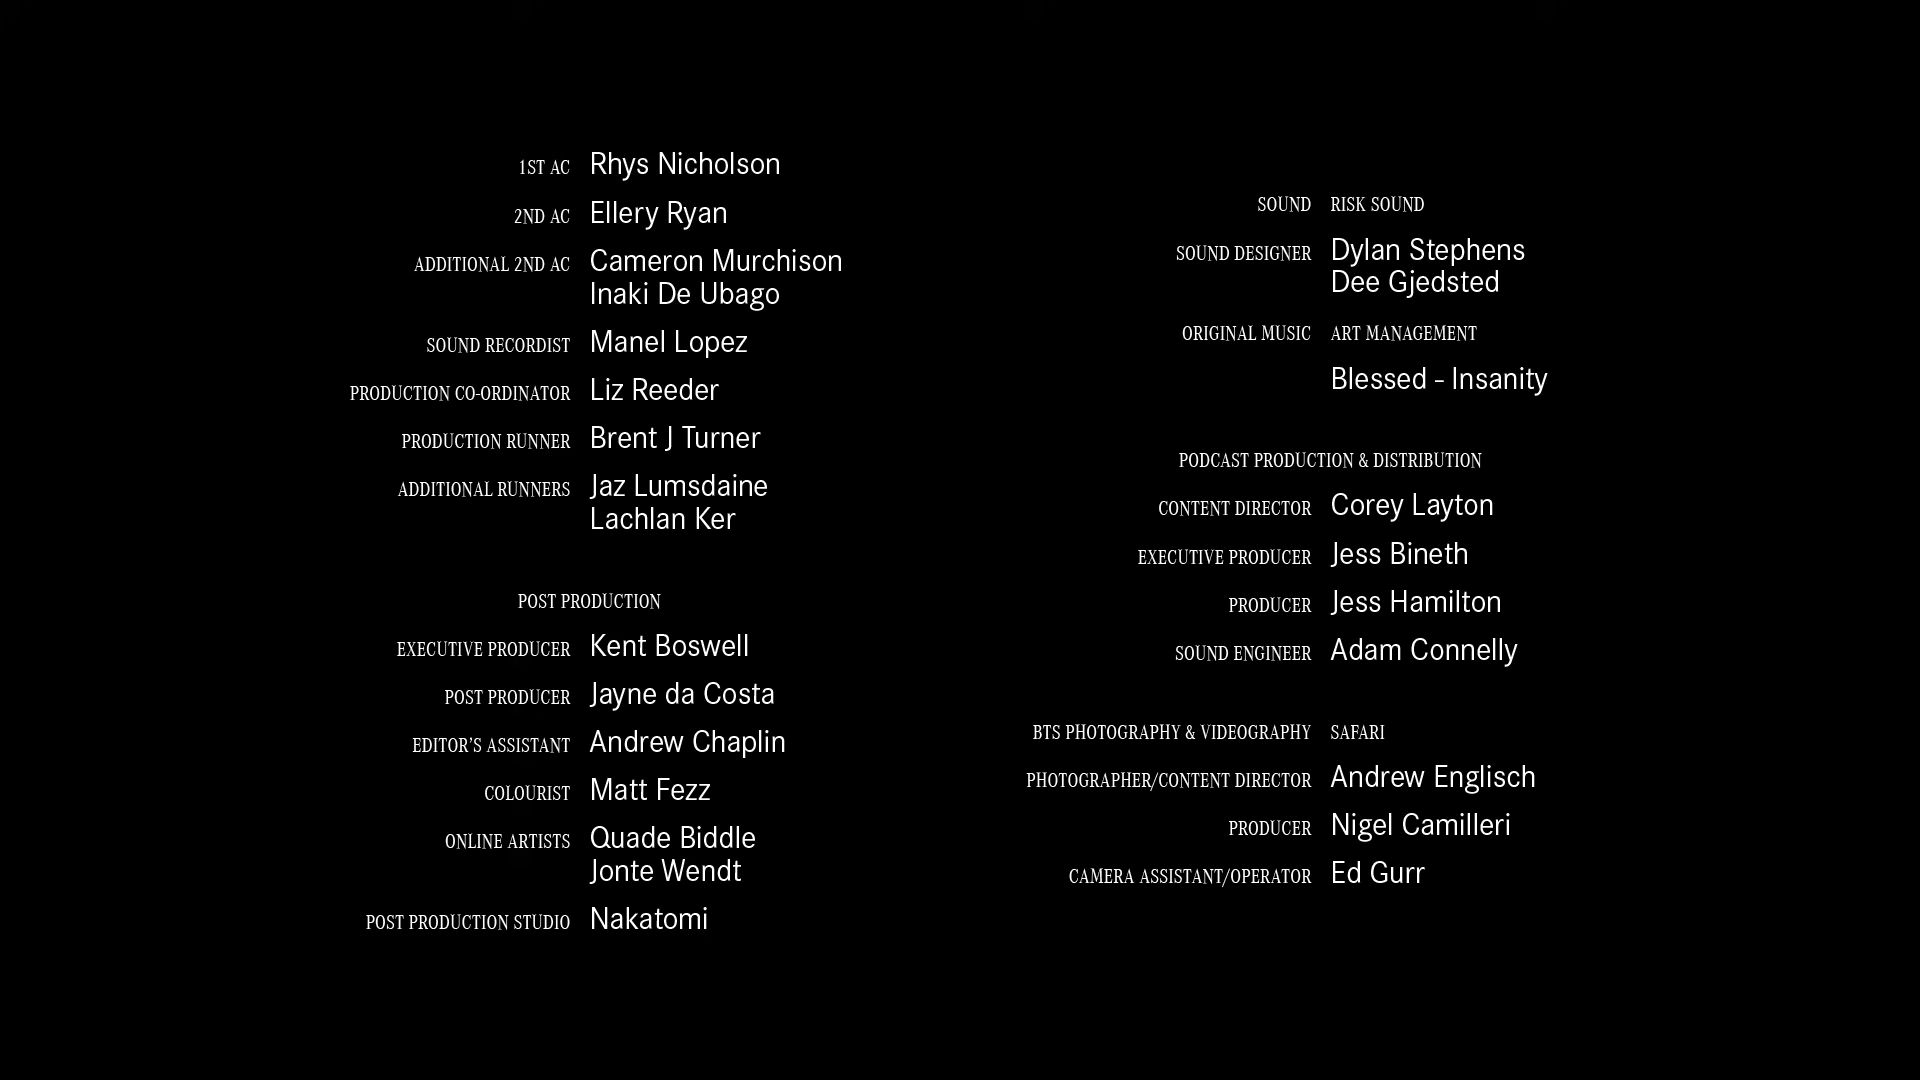 1ST AC Rhys Nicholson
2ND AC Ellery Ryan
ADDITIONAL 2ND AC Cameron Murchison
Inaki De Ubago
SOUND RECORDIST Manel Lopez
PRODUCTION CO-ORDINATOR Liz Reeder
PRODUCTION RUNNER Brent J Turner
ADDITIONAL RUNNERS Jaz Lumsdaine
Lachlan Ker
POST PRODUCTION
EXECUTIVE PRODUCER Kent Boswell
POST PRODUCER Jayne da Costa
EDITOR’S ASSISTANT Andrew Chaplin
COLOURIST Matt Fezz
ONLINE ARTISTS Quade Biddle
Jonte Wendt
POST PRODUCTION STUDIO Nakatomi
SOUND RISK SOUND
SOUND DESIGNER Dylan Stephens
Dee Gjedsted
ORIGINAL MUSIC ART MANAGEMENT
Blessed - Insanity
PODCAST PRODUCTION & DISTRIBUTION
CONTENT DIRECTOR Corey Layton
EXECUTIVE PRODUCER Jess Bineth
PRODUCER Jess Hamilton
SOUND ENGINEER Adam Connelly
BTS PHOTOGRAPHY & VIDEOGRAPHY SAFARI
PHOTOGRAPHER/CONTENT DIRECTOR Andrew Englisch
PRODUCER Nigel Camilleri
CAMERA ASSISTANT/OPERATOR Ed Gurr